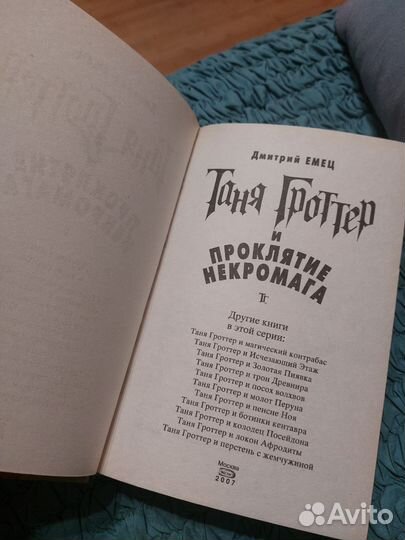 Дмитрий ЕМЕЦ
Таня Гроттер
и
ПРОКЛЯТИЕ
НЕКРОМАГА
ТГ
Другие книги
в этой серии:
Таня Гроттер и магический контрабас
Таня Гроттер и Исчезающий Этаж
Таня Гроттер и Золотая Пиявка
Таня Гроттер и трон Древнира
Таня Гроттер и посох волхвов
Таня Гроттер и молот Перуна
Таня Гроттер и пенсне Ноя
Таня Гроттер и ботинки кентавра
Таня Гроттер и колодец Посейдона
Таня Гроттер и локон Афродиты
Таня Гроттер и перстень с жемчужиной
Москва
2007
Avito